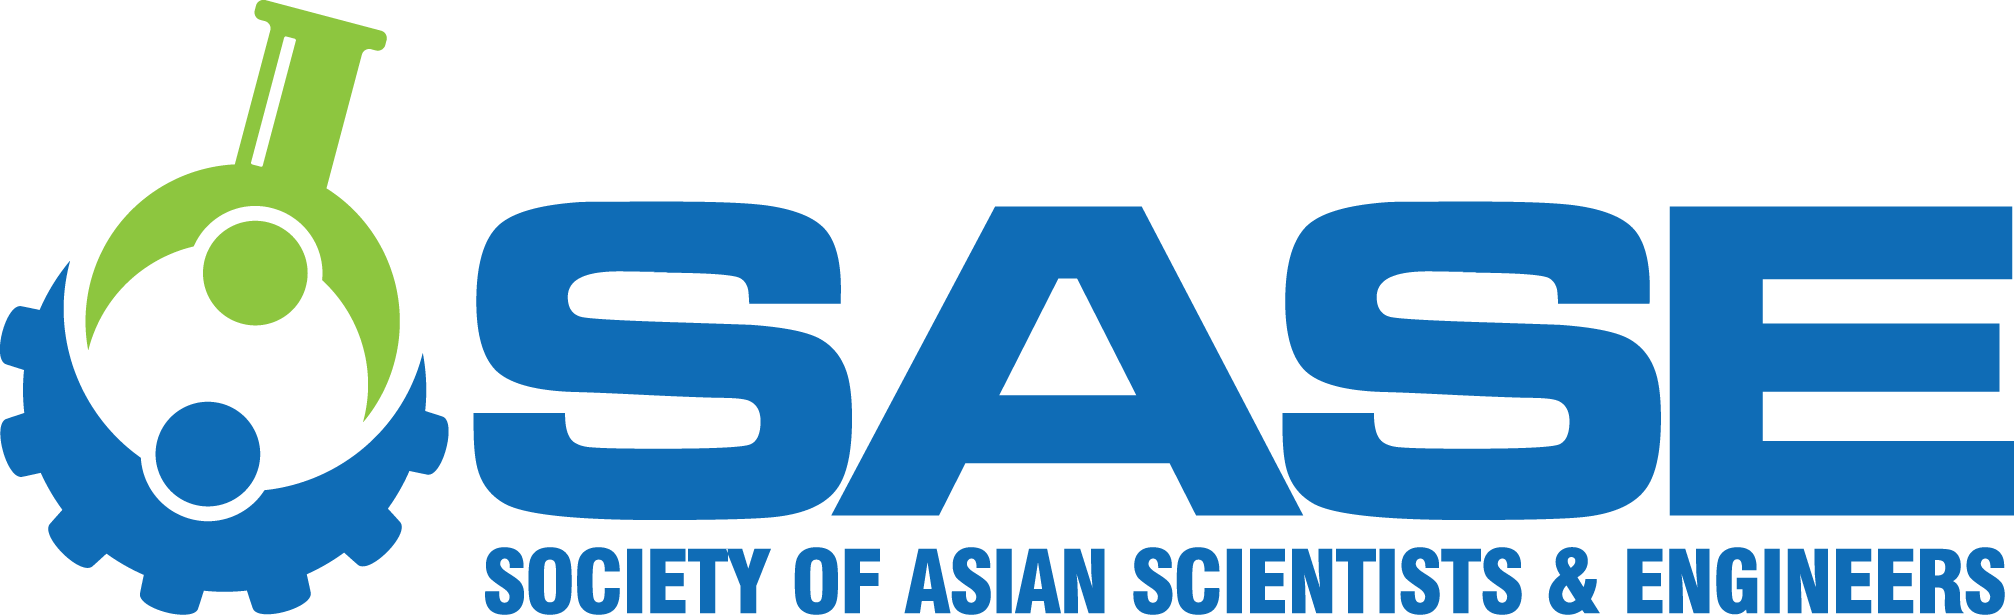 SASE
SOCIETY OF ASIAN SCIENTISTS & ENGINEERS